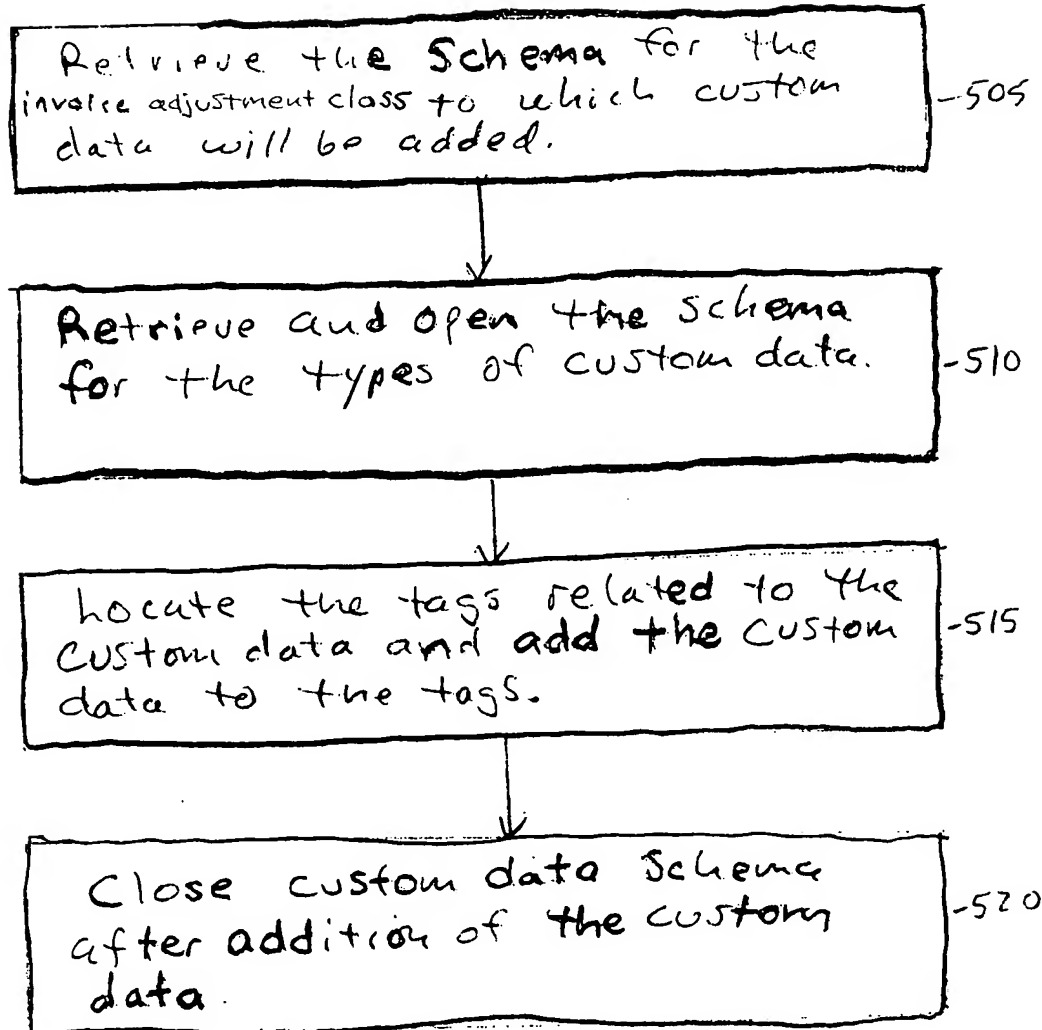 Retrieve the Schema for the
invoice adjustment class to which custom
data will be added.
-505
Retrieve and open the schema
for the types of custom data.
-510
Locate the tags related to the
custom data and add the custom
data to the tags.
-515
Close custom data Schema
after addition of the custom
data.
-520